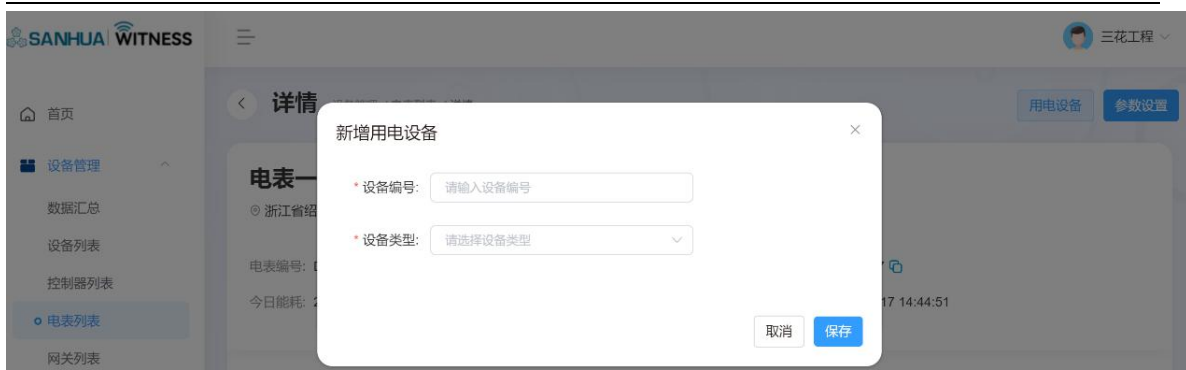 SANHUA WITNESS
三花工程
首页
详情
用电设备
参数设置
新增用电设备
设备管理
电表一
* 设备编号: 请输入设备编号
数据汇总
浙江省绍
设备列表
* 设备类型: 请选择设备类型
电表编号:
控制器列表
今日能耗: 2
17 14:44:51
电表列表
取消
保存
网关列表